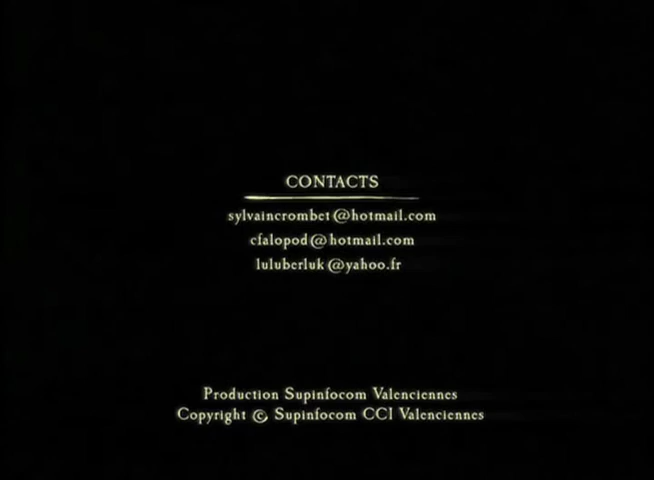 CONTACTS
sylvaincrombet@hotmail.com
cfalopod@hotmail.com
luluberluk@yahoo.fr
Production Supinfocom Valenciennes
Copyright © Supinfocom CCI Valenciennes